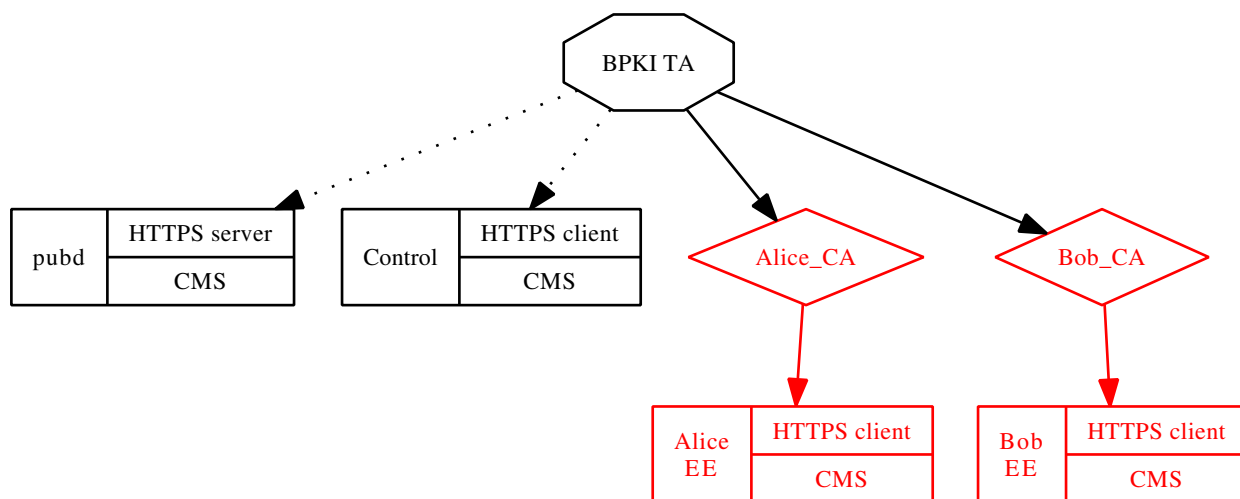 BPKI TA
pubd
HTTPS server
CMS
Control
HTTPS client
CMS
Alice_CA
Bob_CA
Alice
EE
HTTPS client
CMS
Bob
EE
HTTPS client
CMS